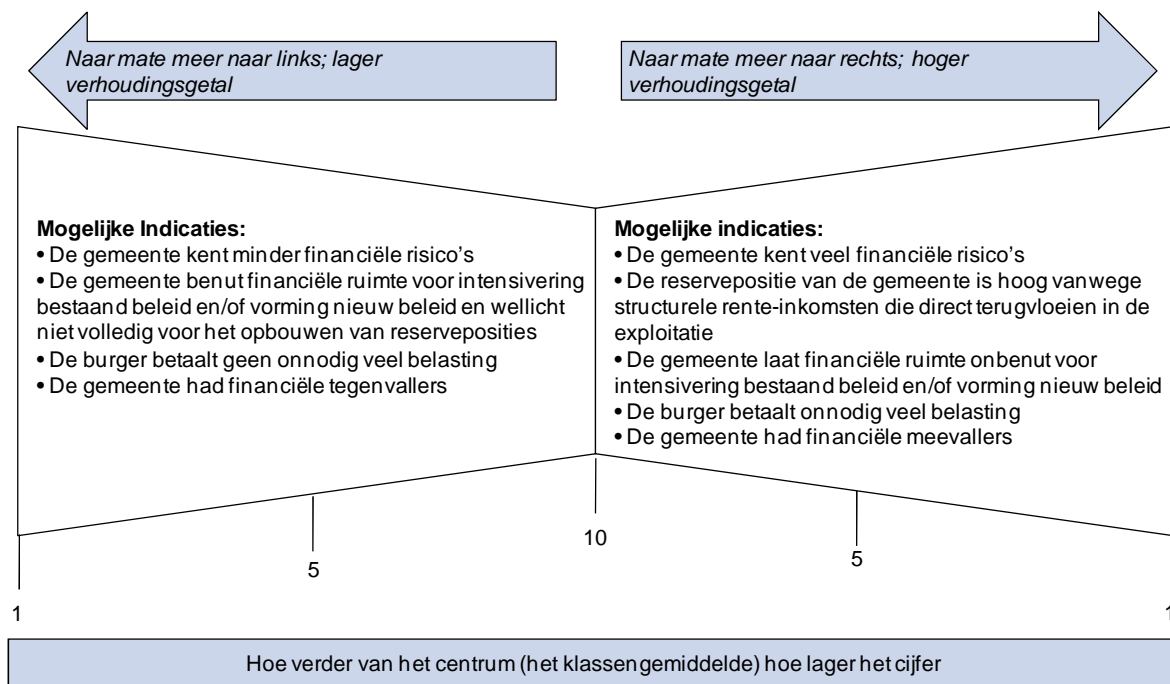 Naar mate meer naar links; lager
verhoudingsgetal
Naar mate meer naar rechts; hoger
verhoudingsgetal
Mogelijke Indicaties:
• De gemeente kent minder financiële risico's
• De gemeente benut financiële ruimte voor intensivering
bestaand beleid en/of vorming nieuw beleid en wellicht
niet volledig voor het opbouwen van reserveposities
• De burger betaalt geen onnodig veel belasting
• De gemeente had financiële tegenvallers
Mogelijke indicaties:
• De gemeente kent veel financiële risico's
• De reservepositie van de gemeente is hoog vanwege
structurele rente-inkomsten die direct terugvloeien in de
exploitatie
• De gemeente laat financiële ruimte onbenut voor
intensivering bestaand beleid en/of vorming nieuw beleid
• De burger betaalt onnodig veel belasting
• De gemeente had financiële meevallers
1
5
10
5
1
Hoe verder van het centrum (het klassengemiddelde) hoe lager het cijfer